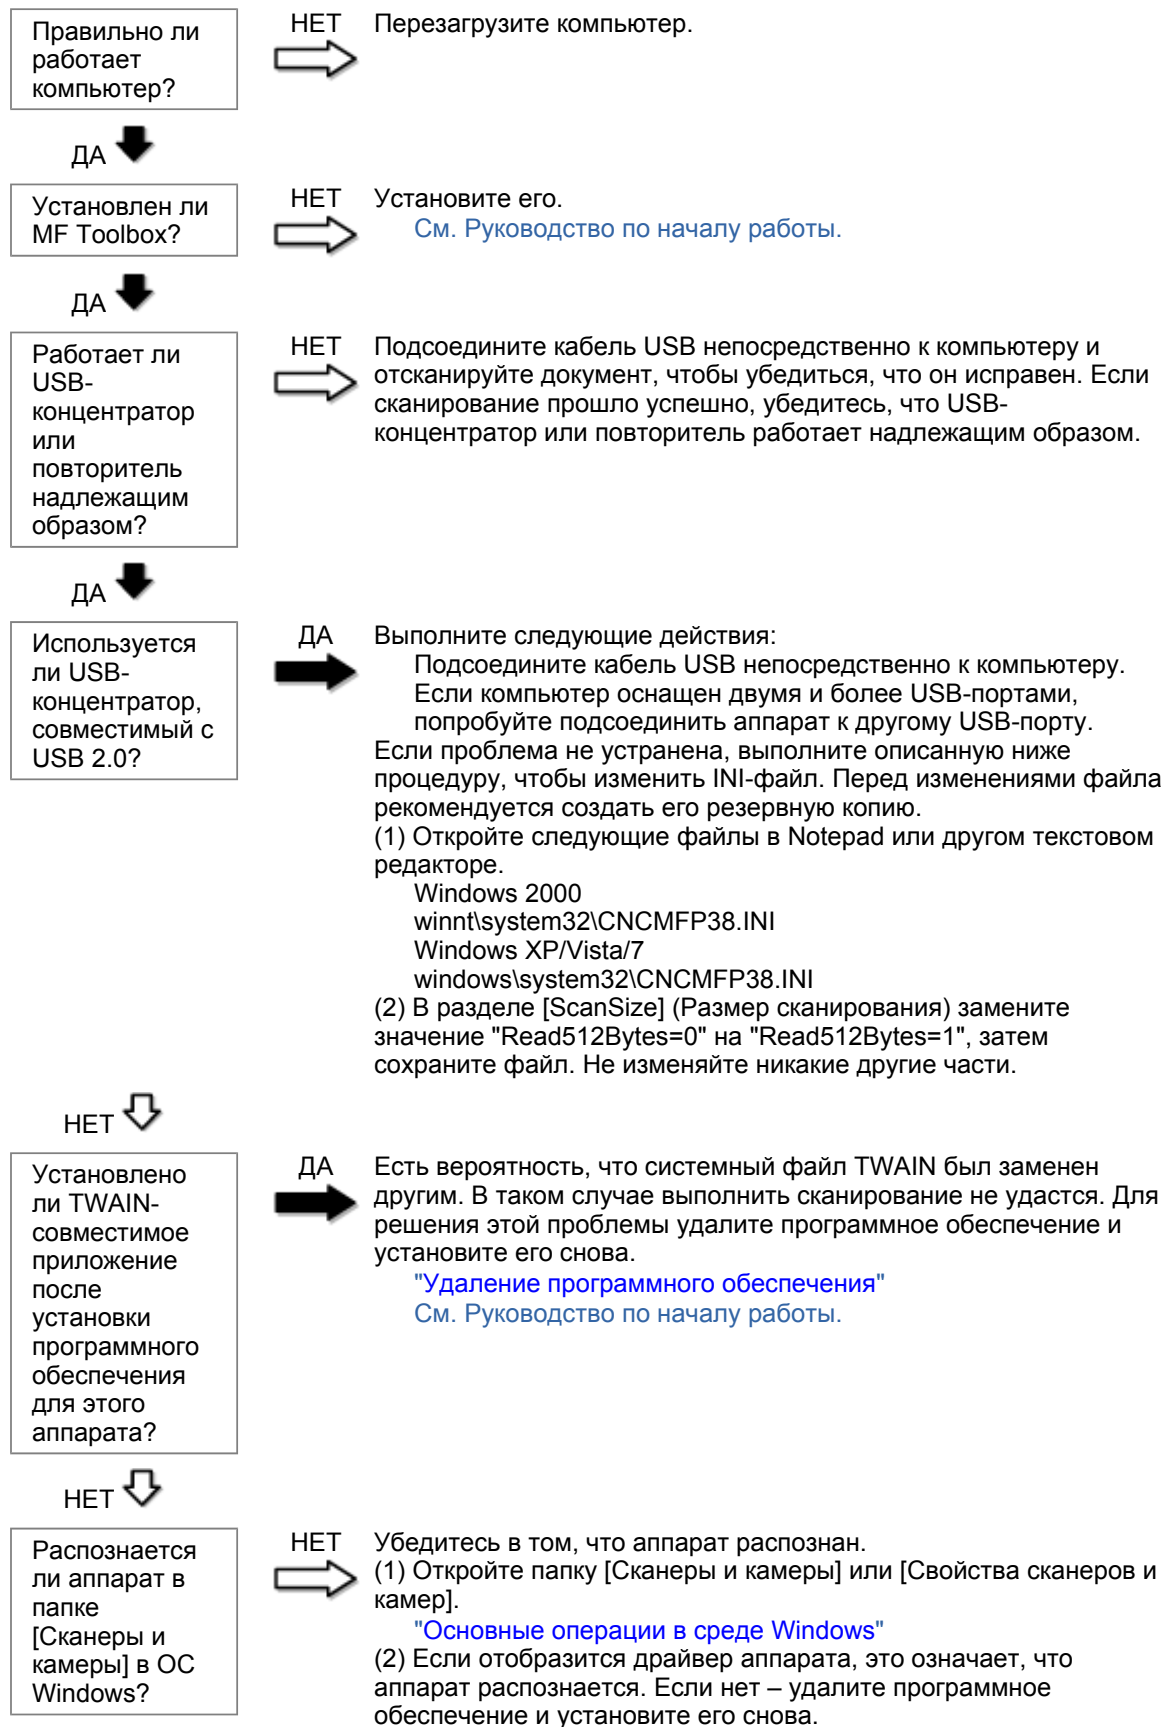 Правильно ли
работает
компьютер?
НЕТ
Перезагрузите компьютер.
ДА
Установлен ли
MF Toolbox?
НЕТ
Установите его.
См. Руководство по началу работы.
ДА
Работает ли
USB-
концентратор
или
повторитель
надлежащим
образом?
НЕТ
Подсоедините кабель USB непосредственно к компьютеру и
отсканируйте документ, чтобы убедиться, что он исправен. Если
сканирование прошло успешно, убедитесь, что USB-
концентратор или повторитель работает надлежащим образом.
ДА
Используется
ли USB-
концентратор,
совместимый с
USB 2.0?
ДА
Выполните следующие действия:
Подсоедините кабель USB непосредственно к компьютеру.
Если компьютер оснащен двумя и более USB-портами,
попробуйте подсоединить аппарат к другому USB-порту.
Если проблема не устранена, выполните описанную ниже
процедуру, чтобы изменить INI-файл. Перед изменениями файла
рекомендуется создать его резервную копию.
(1) Откройте следующие файлы в Notepad или другом текстовом
редакторе.
Windows 2000
winnt\system32\CNCMFP38.INI
Windows XP/Vista/7
windows\system32\CNCMFP38.INI
(2) В разделе [ScanSize] (Размер сканирования) замените
значение "Read512Bytes=0" на "Read512Bytes=1", затем
сохраните файл. Не изменяйте никакие другие части.
НЕТ
Установлено
ли TWAIN-
совместимое
приложение
после
установки
программного
обеспечения
для этого
аппарата?
ДА
Есть вероятность, что системный файл TWAIN был заменен
другим. В таком случае выполнить сканирование не удастся. Для
решения этой проблемы удалите программное обеспечение и
установите его снова.
"Удаление программного обеспечения"
См. Руководство по началу работы.
НЕТ
Распознается
ли аппарат в
папке
[Сканеры и
камеры] в ОС
Windows?
НЕТ
Убедитесь в том, что аппарат распознан.
(1) Откройте папку [Сканеры и камеры] или [Свойства сканеров и
камер].
"Основные операции в среде Windows"
(2) Если отобразится драйвер аппарата, это означает, что
аппарат распознается. Если нет – удалите программное
обеспечение и установите его снова.